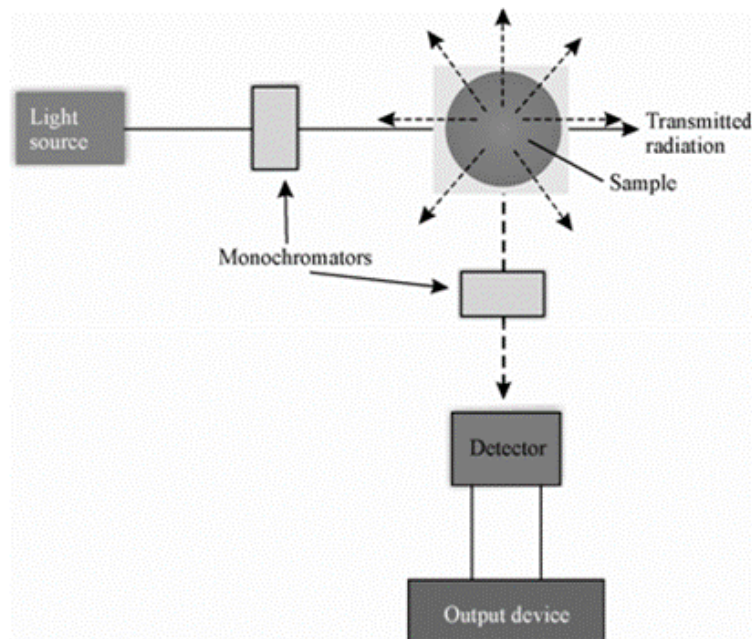 Light
source
Transmitted
radiation
Sample
Monochromators
Detector
Output device